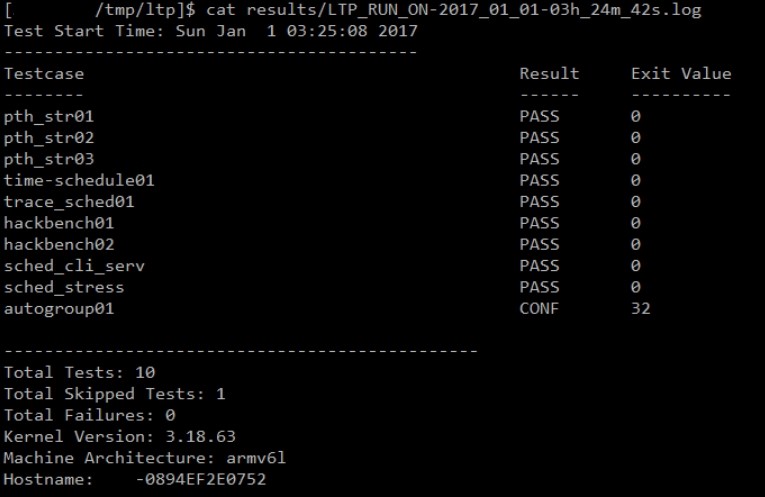 [        /tmp/ltp]$ cat results/LTP_RUN_ON-2017_01_01-03h_24m_42s.log
Test Start Time: Sun Jan  1 03:25:08 2017
-----------------------------------------
Testcase                                           Result     Exit Value
--------                                           ------     ----------
pth_str01                                          PASS       0
pth_str02                                          PASS       0
pth_str03                                          PASS       0
time-schedule01                                    PASS       0
trace_sched01                                      PASS       0
hackbench01                                        PASS       0
hackbench02                                        PASS       0
sched_cli_serv                                     PASS       0
sched_stress                                       PASS       0
autogroup01                                        CONF       32

-----------------------------------------------
Total Tests: 10
Total Skipped Tests: 1
Total Failures: 0
Kernel Version: 3.18.63
Machine Architecture: armv6l
Hostname:    -0894EF2E0752